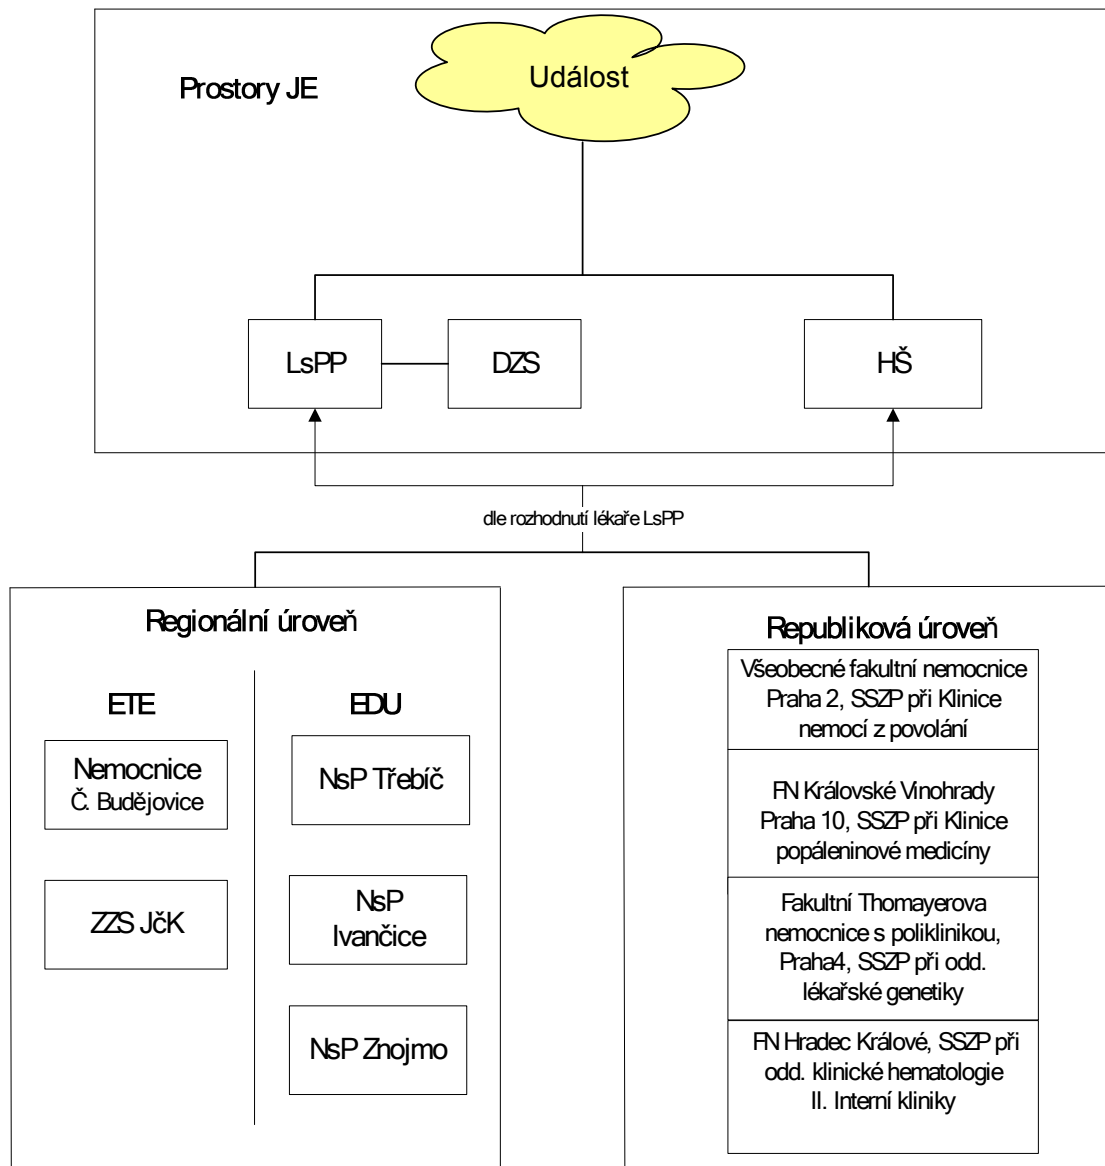 Událost
Prostory JE
LsPP
DZS
HŠ
dle rozhodnutí lékaře LsPP
Regionální úroveň
ETE
Nemocnice
Č. Budějovice
ZZS JčK
EDU
NsP Třebíč
NsP
Ivančice
NsP Znojmo
Republiková úroveň
Všeobecné fakultní nemocnice
Praha 2, SSZP při Klinice
nemocí z povolání
FN Královské Vinohrady
Praha 10, SSZP při Klinice
popáleninové medicíny
Fakultní Thomayerova
nemocnice s poliklinikou,
Praha4, SSZP při odd.
lékařské genetiky
FN Hradec Králové, SSZP při
odd. klinické hematologie
II. Interní kliniky